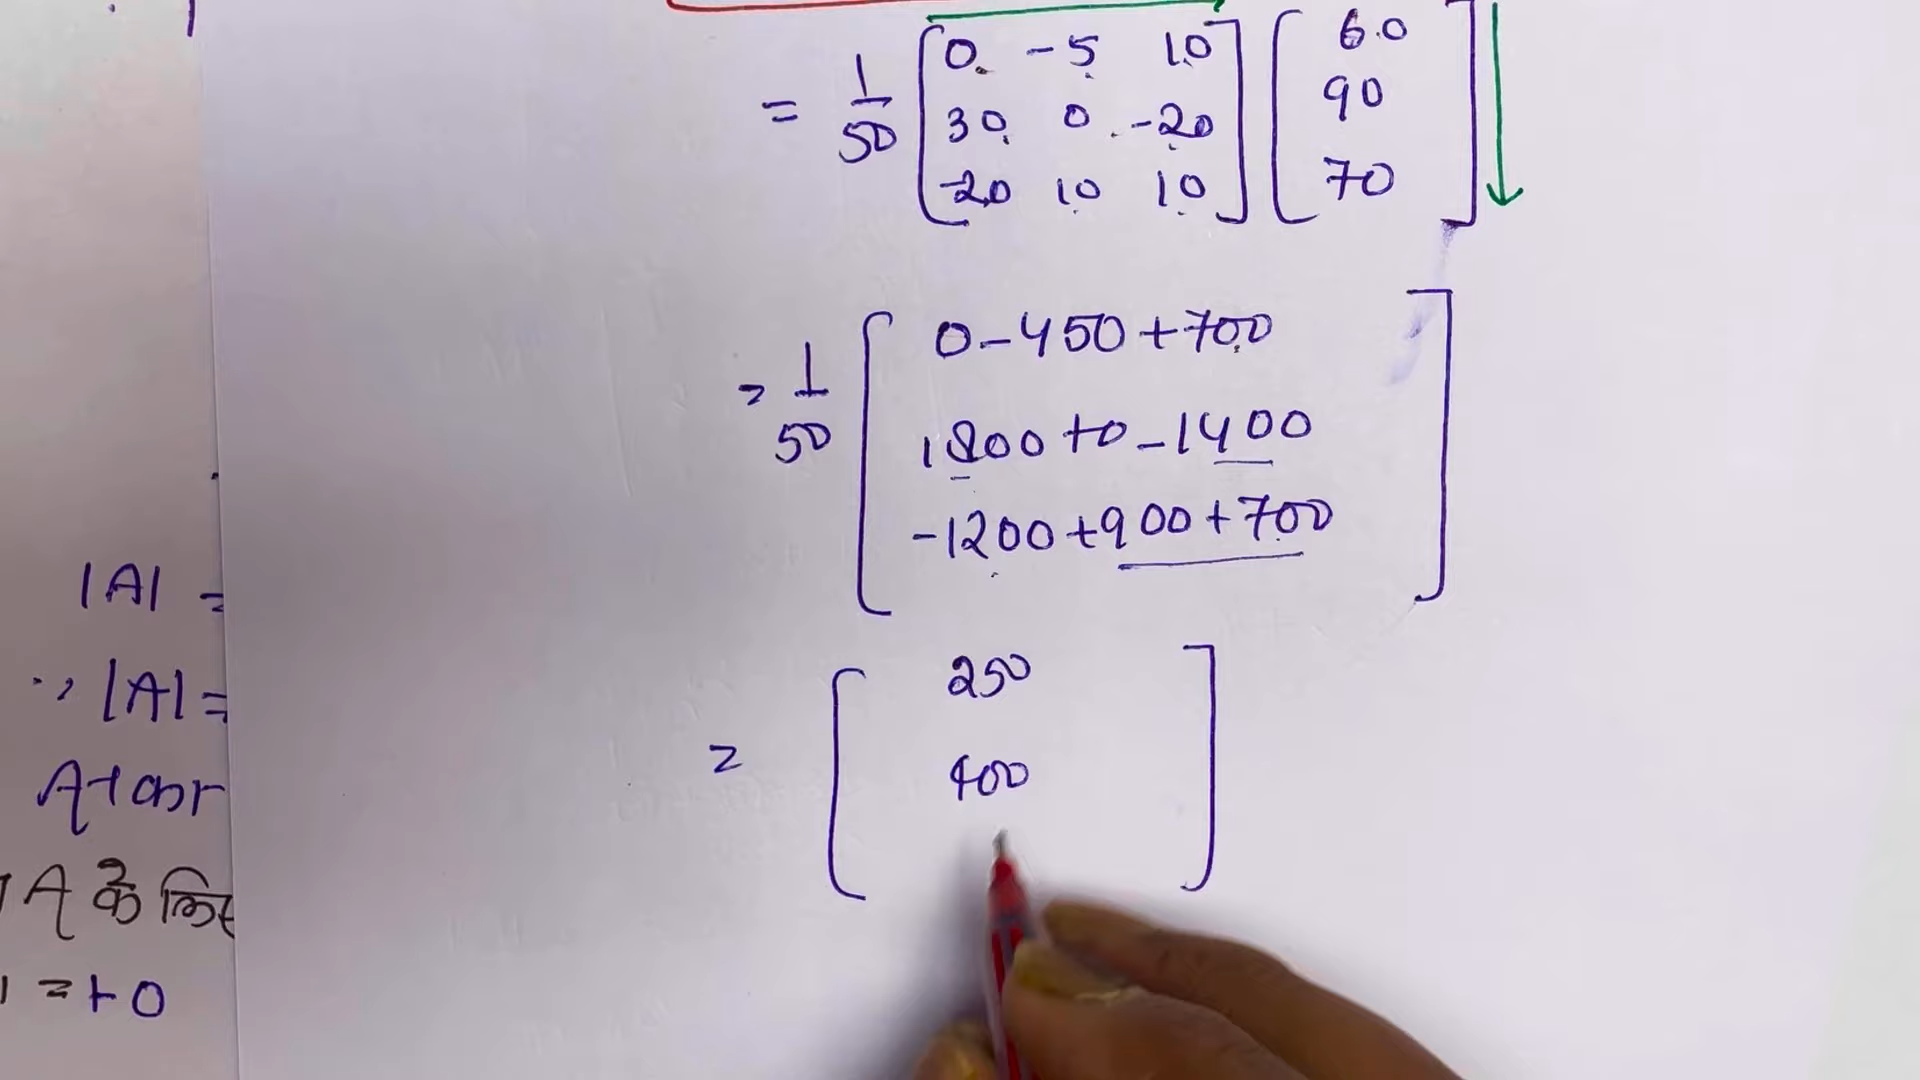 = 1/50 [0 -5 10] [60]
[30 0 -20] [90]
[-20 10 10] [70]
= 1/50 [0-450+700]
[1800+0-1400]
[-1200+900+700]
= [250]
[400]
|A| =
∵ |A| =
A का
A के लिए
= 1 0